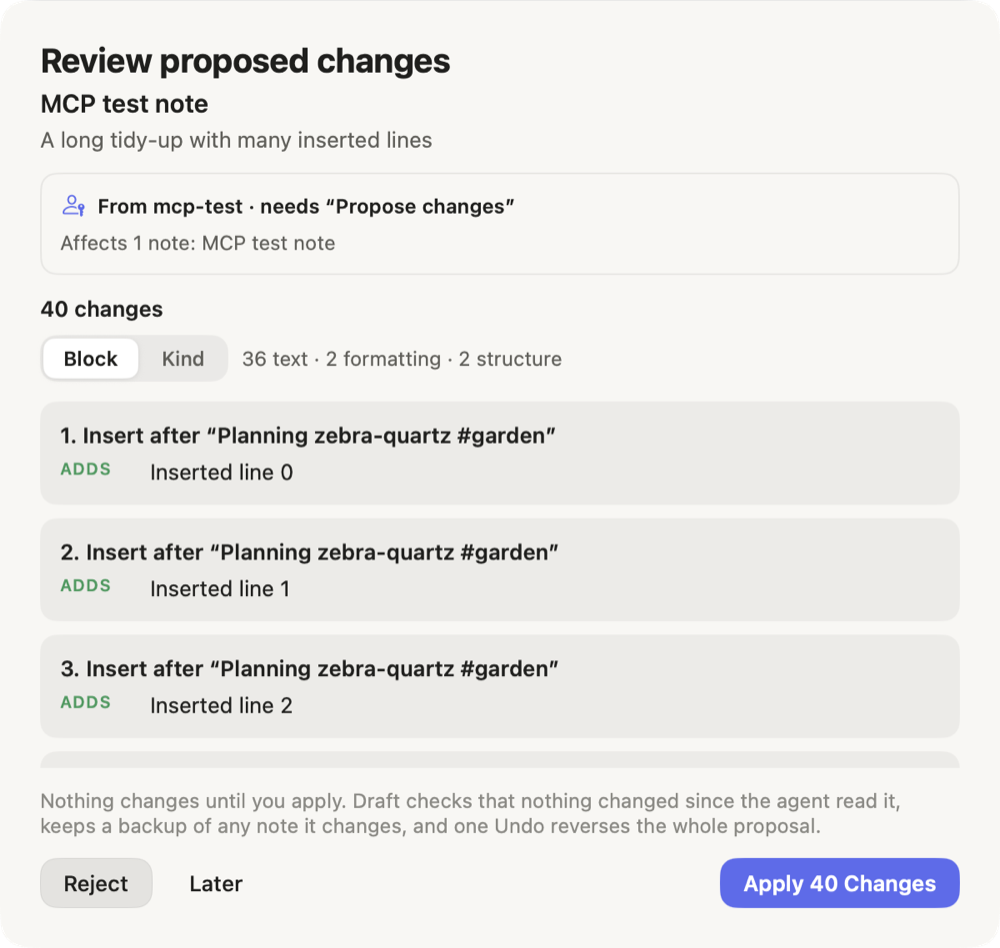 Review proposed changes
MCP test note
A long tidy-up with many inserted lines
From mcp-test · needs “Propose changes”
Affects 1 note: MCP test note
40 changes
Block Kind 36 text · 2 formatting · 2 structure
1. Insert after “Planning zebra-quartz #garden”
ADDS Inserted line 0
2. Insert after “Planning zebra-quartz #garden”
ADDS Inserted line 1
3. Insert after “Planning zebra-quartz #garden”
ADDS Inserted line 2
Nothing changes until you apply. Draft checks that nothing changed since the agent read it,
keeps a backup of any note it changes, and one Undo reverses the whole proposal.
Reject Later Apply 40 Changes